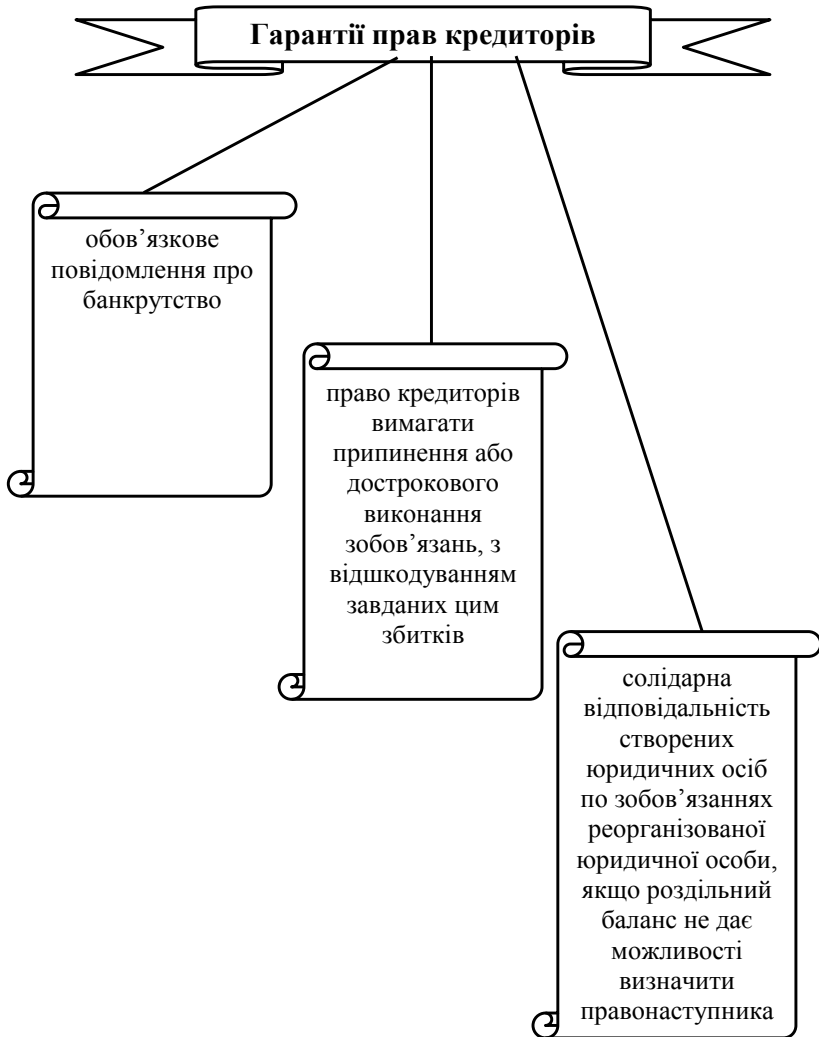 Гарантії прав кредиторів
обов’язкове
повідомлення про
банкрутство
право кредиторів
вимагати
припинення або
дострокового
виконання
зобов’язань, з
відшкодуванням
завданих цим
збитків
солідарна
відповідальність
створених
юридичних осіб
по зобов’язаннях
реорганізованої
юридичної особи,
якщо роздільний
баланс не дає
можливості
визначити
правонаступника